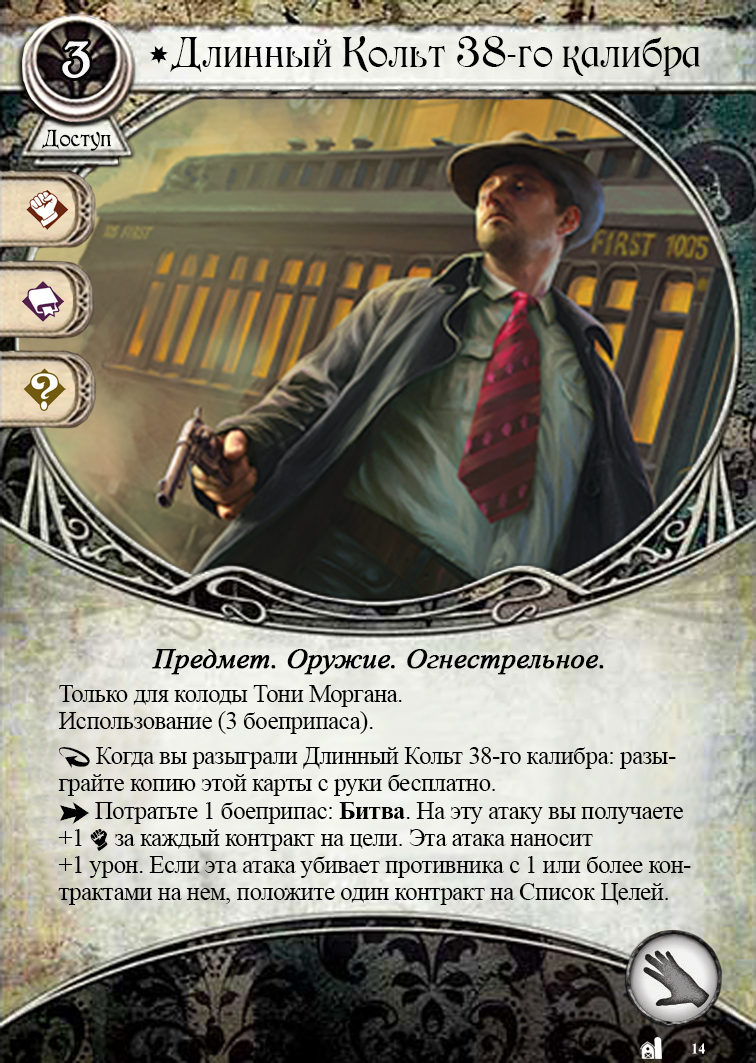 3
✶Длинный Кольт 38-го калибра
Доступ
FIRST 1005
Предмет. Оружие. Огнестрельное.
Только для колоды Тони Моргана.
Использование (3 боеприпаса).
Когда вы разыграли Длинный Кольт 38-го калибра: разы-
грайте копию этой карты с руки бесплатно.
Потратьте 1 боеприпас: Битва. На эту атаку вы получаете
+1 за каждый контракт на цели. Эта атака наносит
+1 урон. Если эта атака убивает противника с 1 или более кон-
трактами на нем, положите один контракт на Список Целей.
14